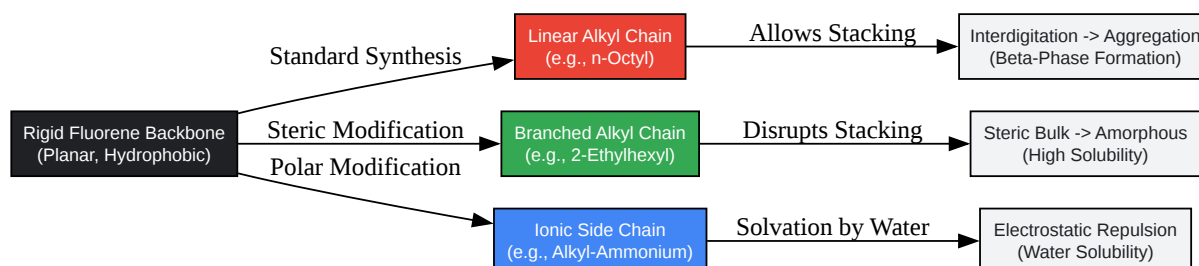 Rigid Fluorene Backbone
(Planar, Hydrophobic)
Standard Synthesis
Steric Modification
Polar Modification
Linear Alkyl Chain
(e.g., n-Octyl)
Allows Stacking
Interdigitation -> Aggregation
(Beta-Phase Formation)
Branched Alkyl Chain
(e.g., 2-Ethylhexyl)
Disrupts Stacking
Steric Bulk -> Amorphous
(High Solubility)
Ionic Side Chain
(e.g., Alkyl-Ammonium)
Solvation by Water
Electrostatic Repulsion
(Water Solubility)